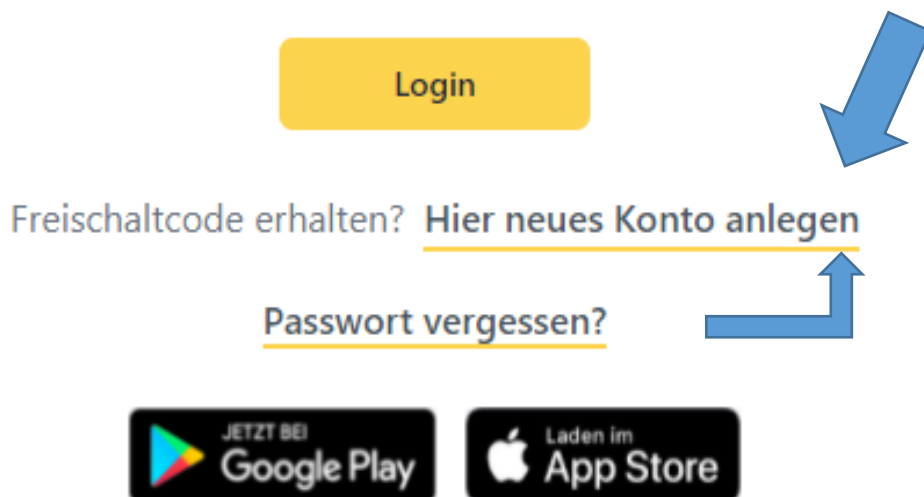 Login
Freischaltcode erhalten? Hier neues Konto anlegen
Passwort vergessen?
JETZT BEI
Google Play
Laden im
App Store